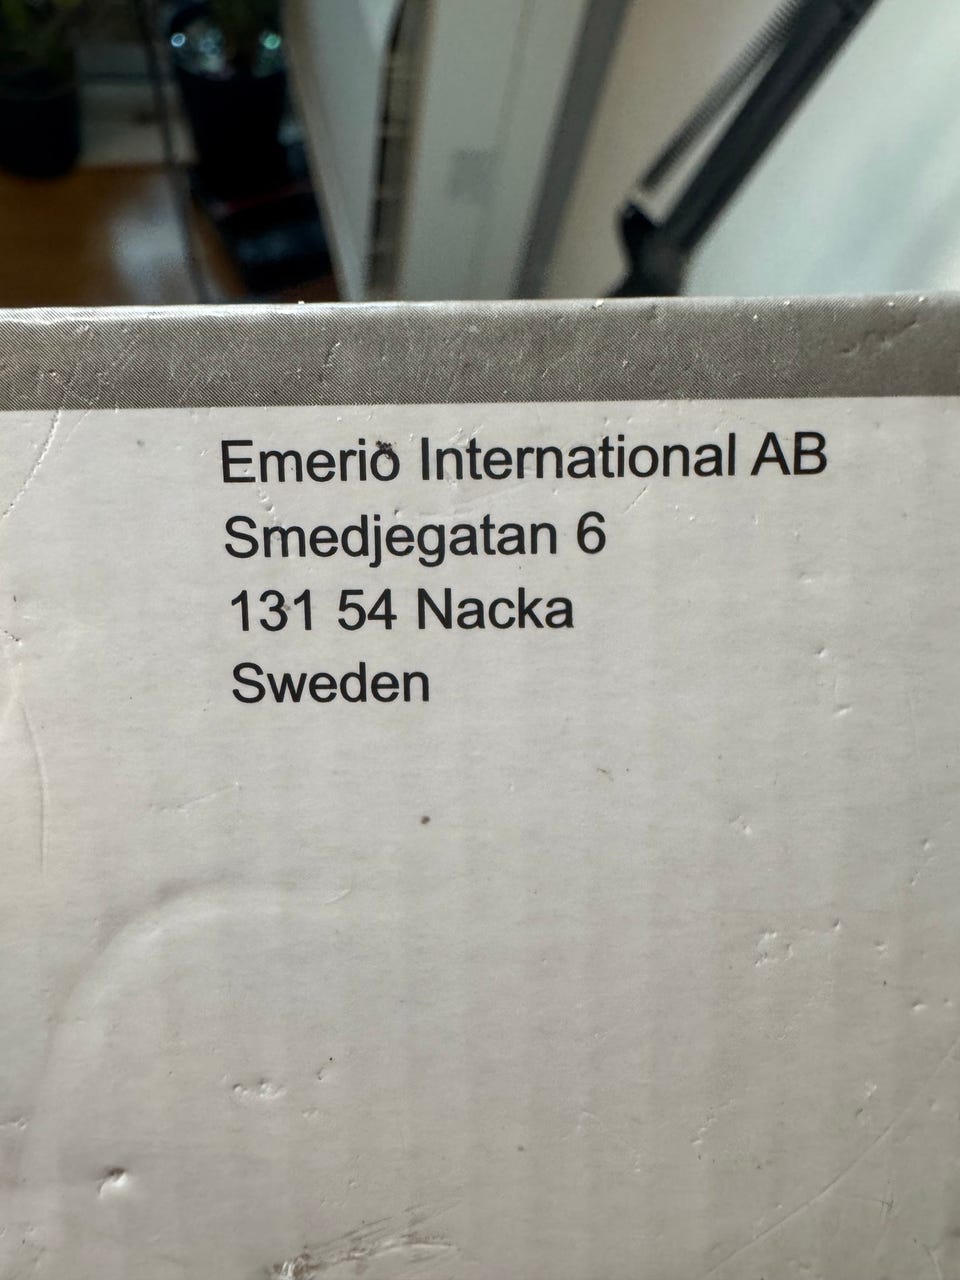 Emerio International AB
Smedjegatan 6
131 54 Nacka
Sweden